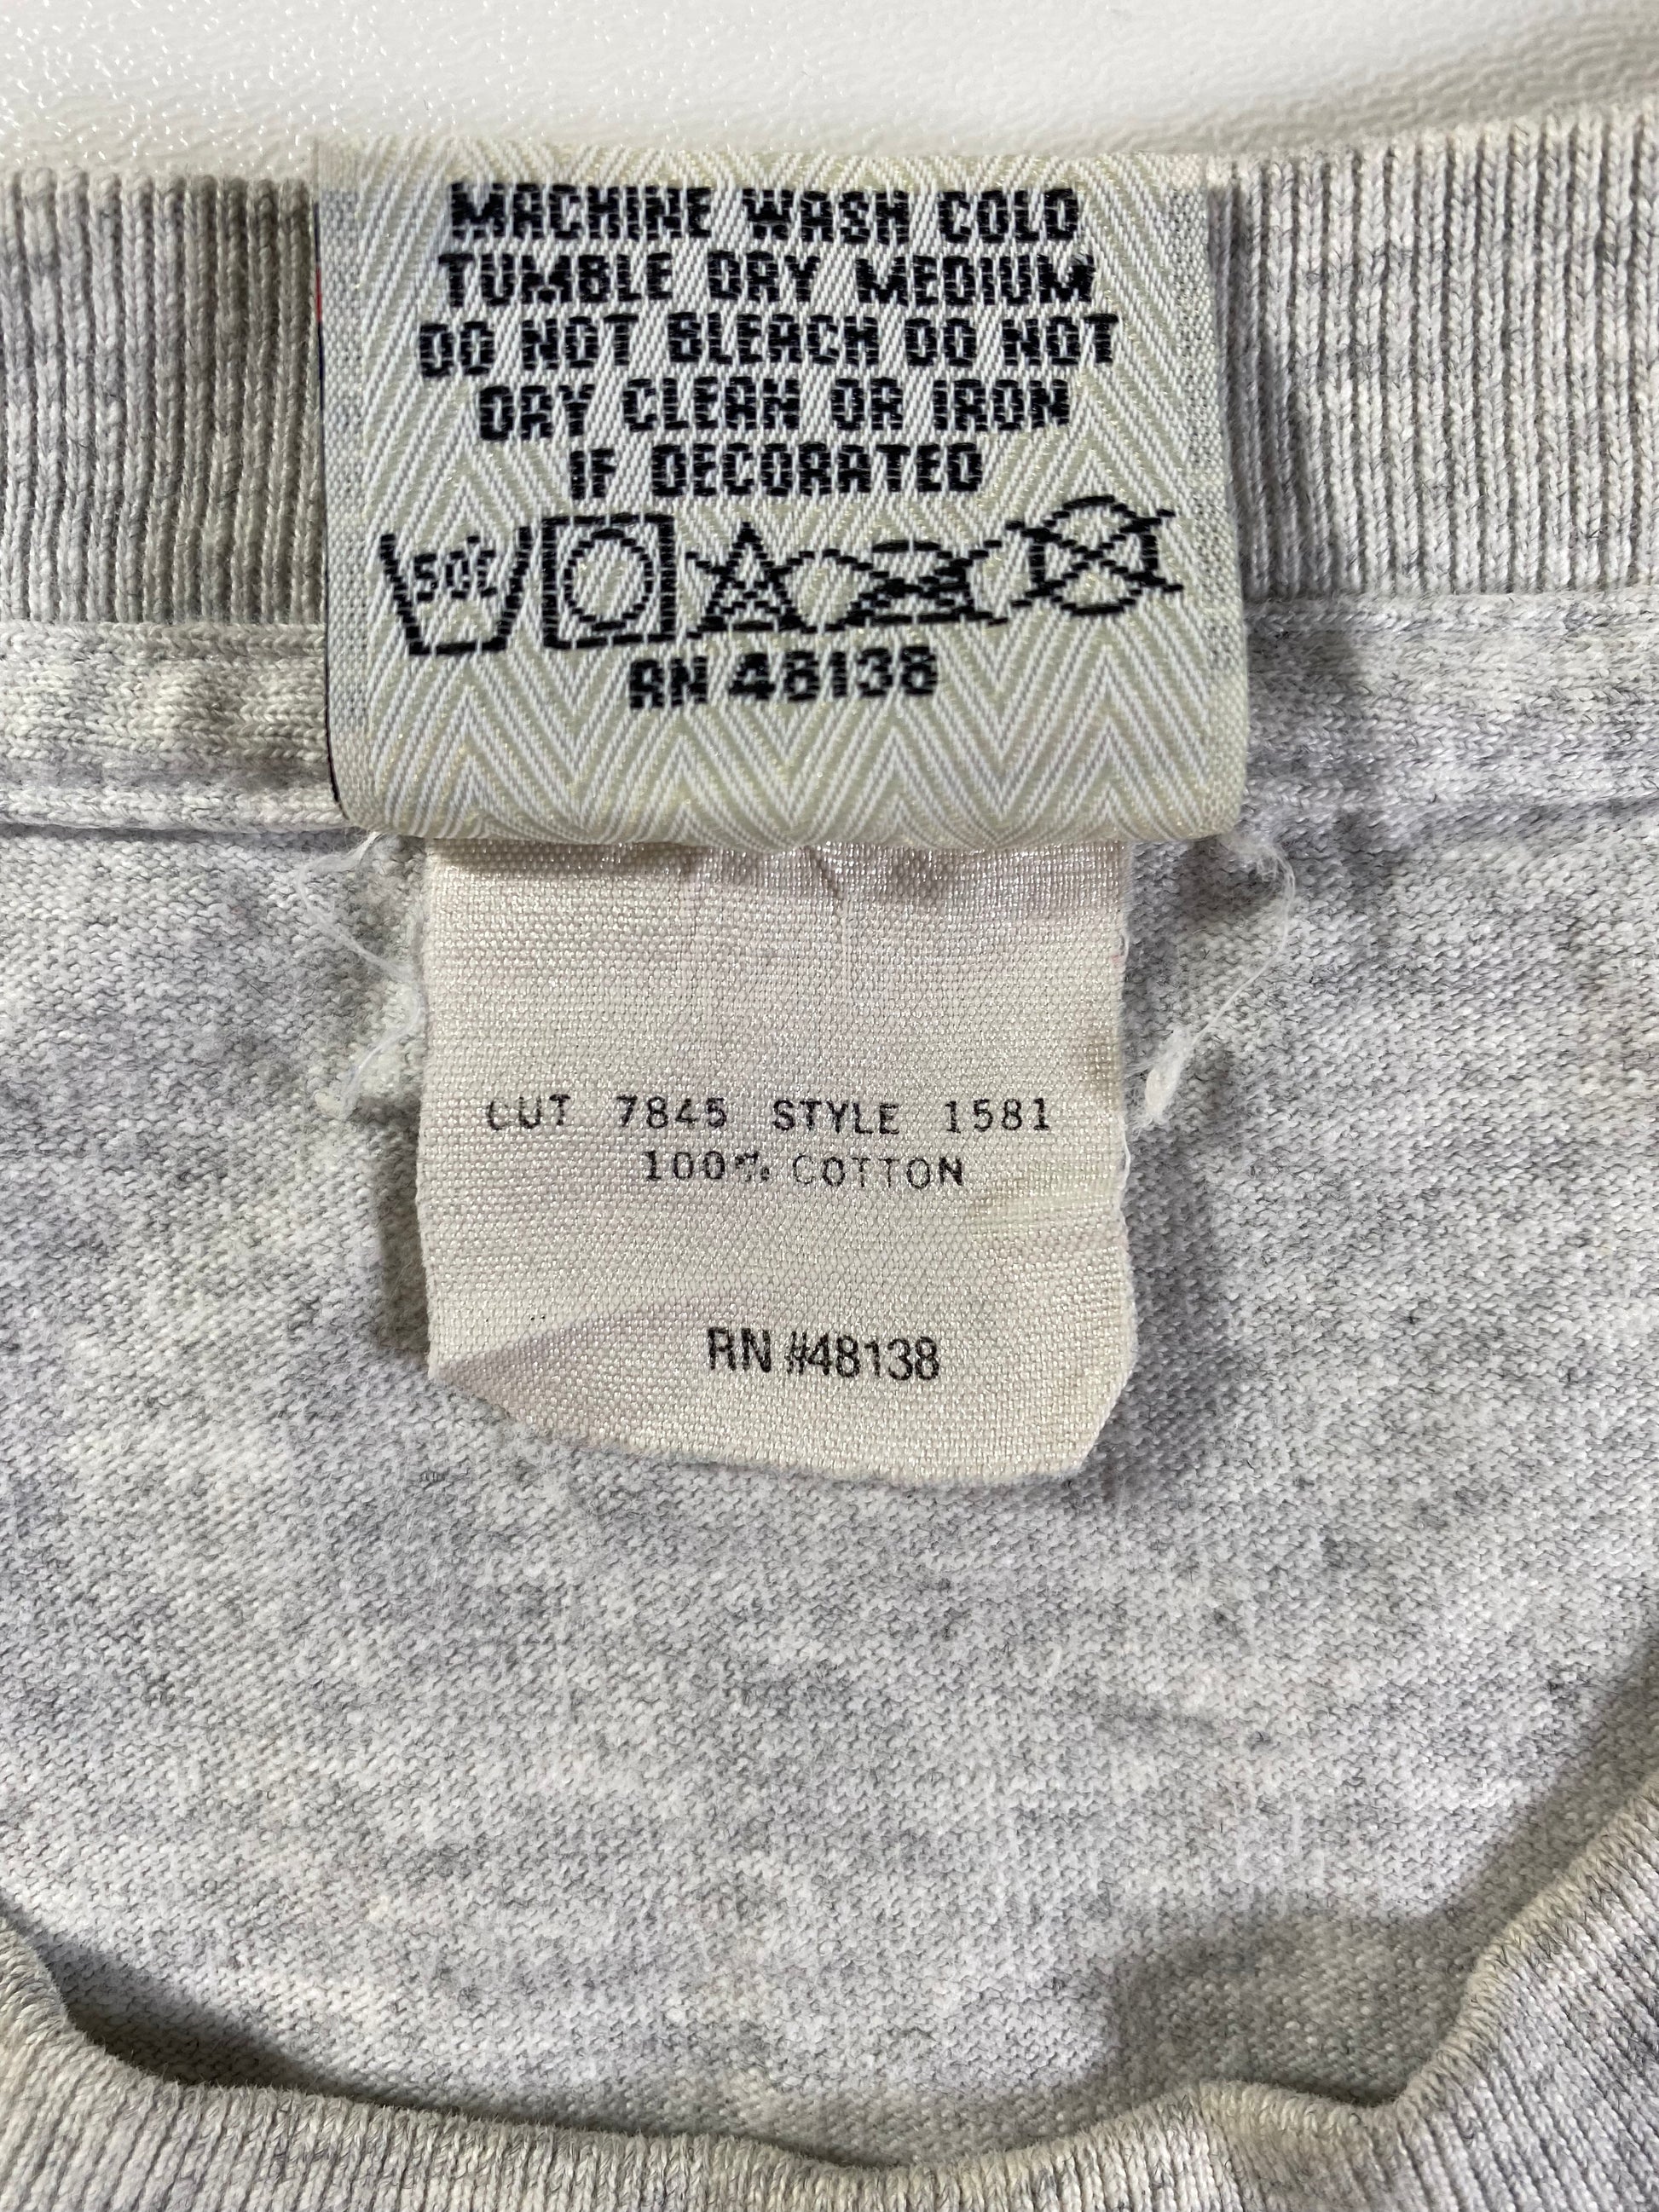 MACHINE WASH COLD
TUMBLE DRY MEDIUM
DO NOT BLEACH DO NOT
DRY CLEAN OR IRON
IF DECORATED
50°C
RN 48138
CUT 7845 STYLE 1581
100% COTTON
RN #48138